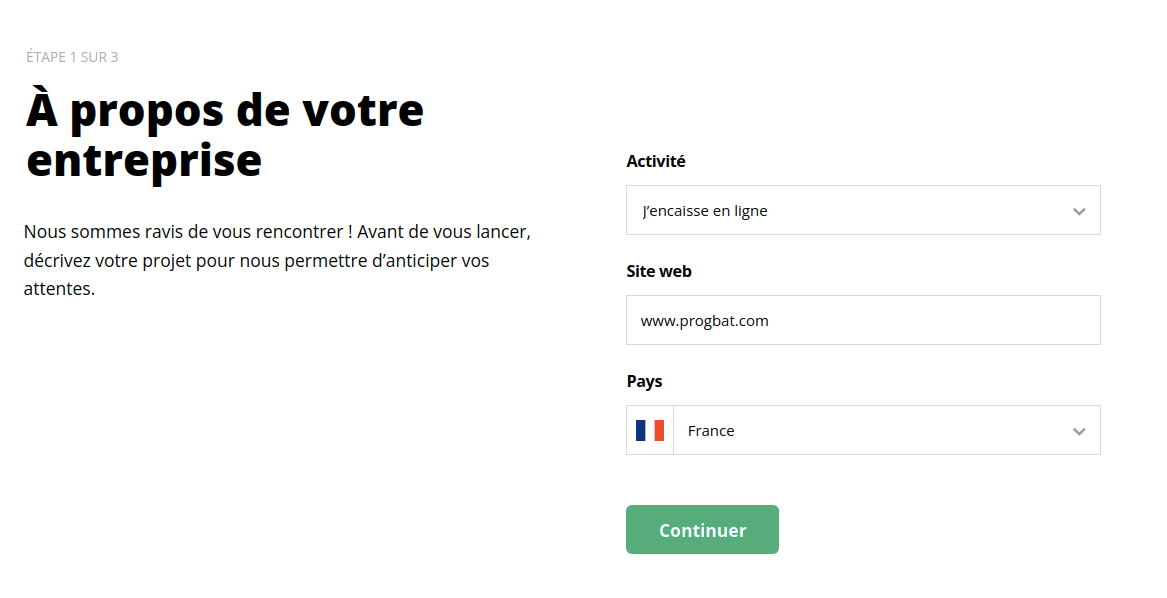 ÉTAPE 1 SUR 3
À propos de votre
entreprise
Nous sommes ravis de vous rencontrer ! Avant de vous lancer,
décrivez votre projet pour nous permettre d’anticiper vos
attentes.
Activité
J’encaisse en ligne
Site web
www.progbat.com
Pays
France
Continuer